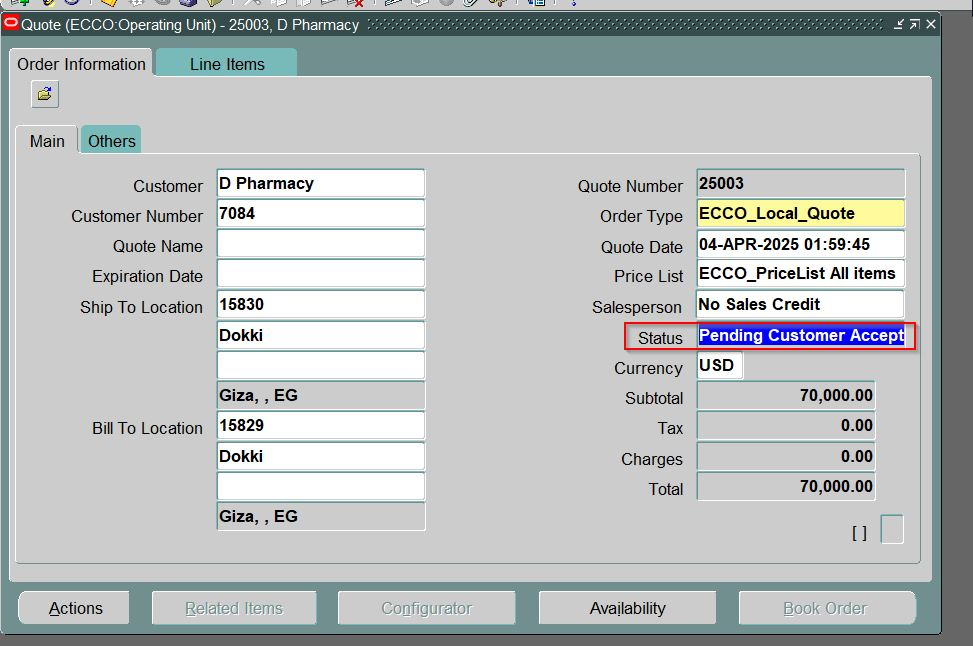 Quote (ECCO:Operating Unit) - 25003, D Pharmacy
Order Information
Line Items
Main
Others
Customer D Pharmacy
Customer Number 7084
Quote Name
Expiration Date
Ship To Location 15830
Dokki
Giza, , EG
Bill To Location 15829
Dokki
Giza, , EG
Quote Number 25003
Order Type ECCO_Local_Quote
Quote Date 04-APR-2025 01:59:45
Price List ECCO_PriceList All items
Salesperson No Sales Credit
Status Pending Customer Accept
Currency USD
Subtotal 70,000.00
Tax 0.00
Charges 0.00
Total 70,000.00
[ ]
Actions
Related Items
Configurator
Availability
Book Order